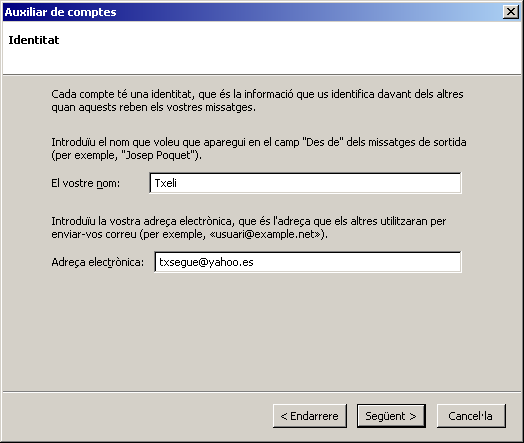 Auxiliar de comptes
Identitat
Cada compte té una identitat, que és la informació que us identifica davant dels altres
quan aquests reben els vostres missatges.
Introduïu el nom que voleu que aparegui en el camp "Des de" dels missatges de sortida
(per exemple, "Josep Poquet").
El vostre nom: Txeli
Introduïu la vostra adreça electrònica, que és l'adreça que els altres utilitzaran per
enviar-vos correu (per exemple, «usuari@example.net»).
Adreça electrònica: txsegue@yahoo.es
< Endarrere Següent > Cancel·la